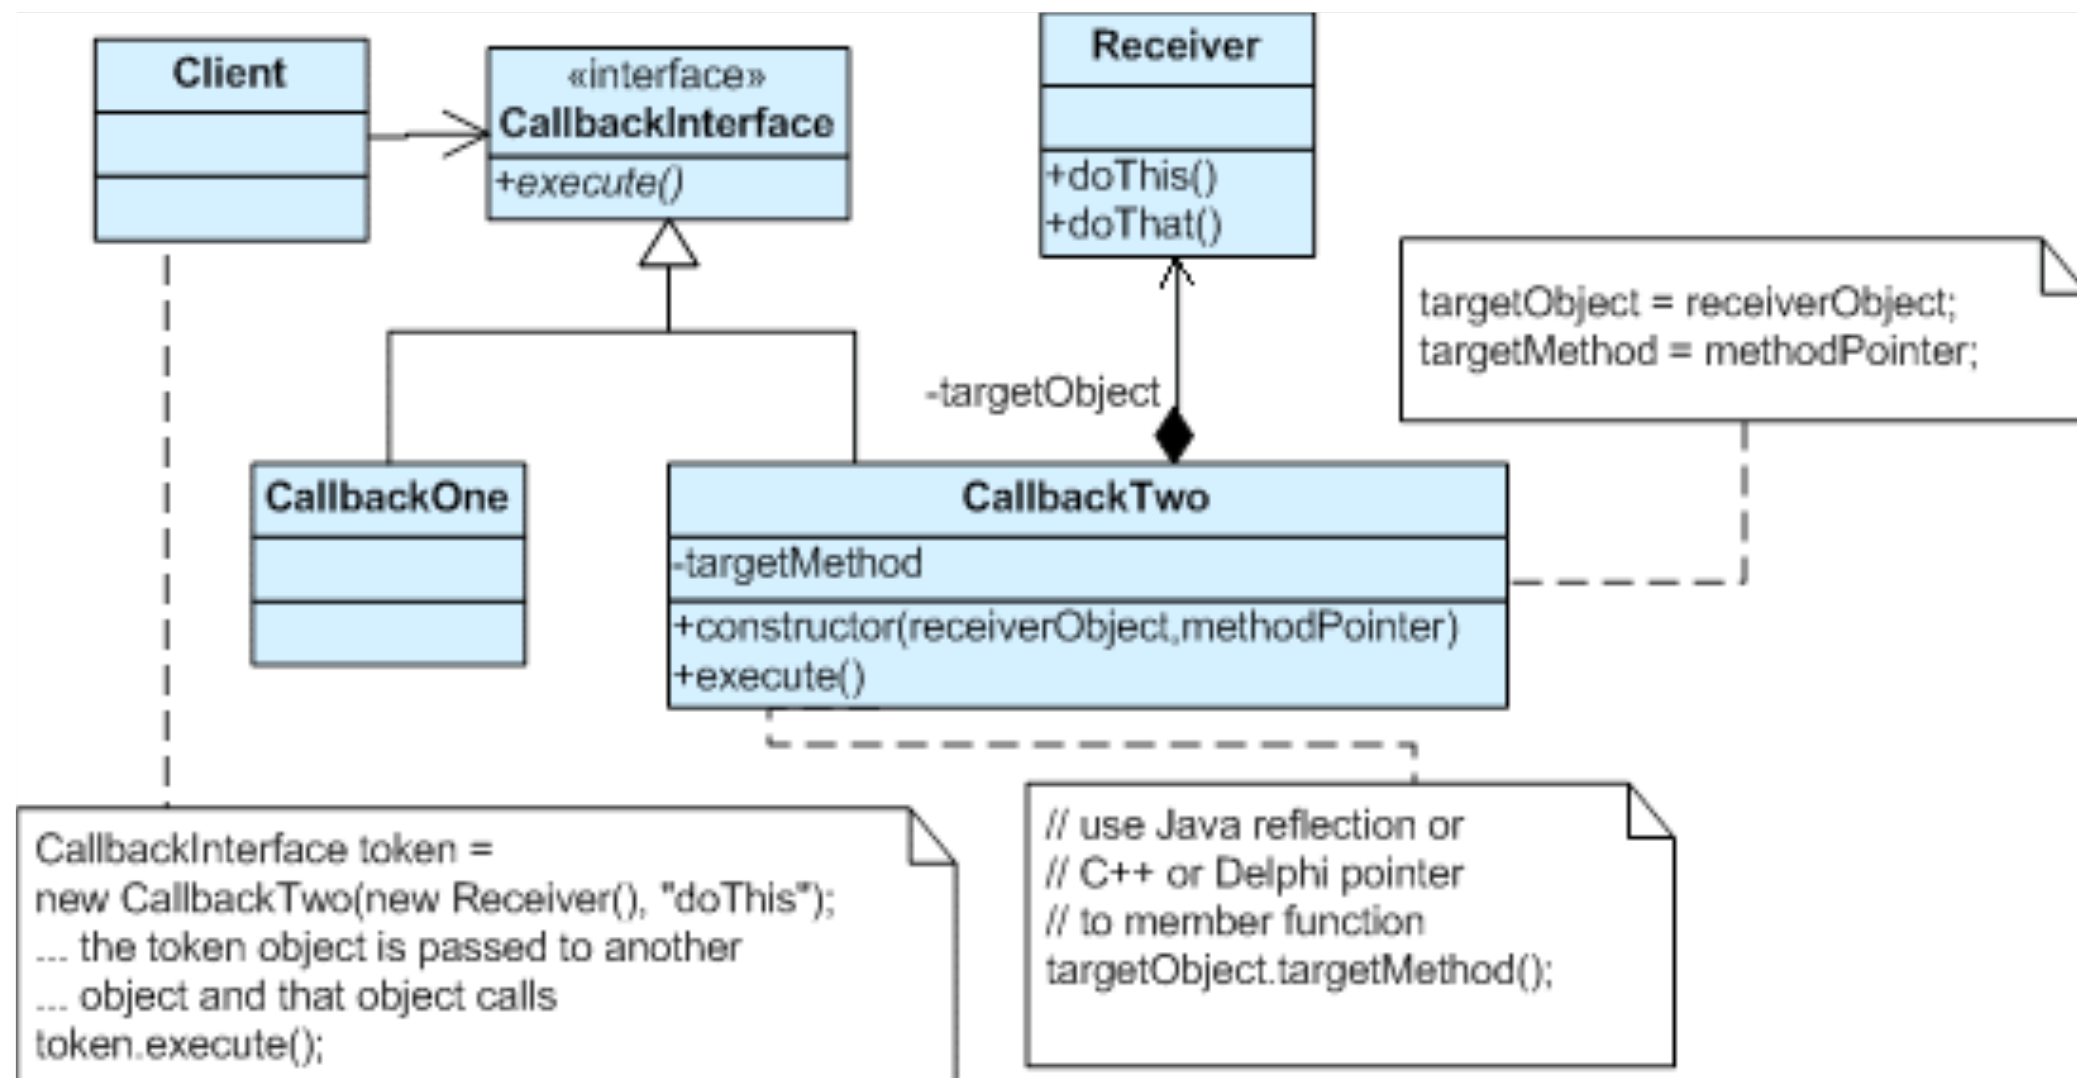 Client
«interface»
CallbackInterface
+execute()
Receiver
+doThis()
+doThat()
targetObject = receiverObject;
targetMethod = methodPointer;
-targetObject
CallbackOne
CallbackTwo
-targetMethod
+constructor(receiverObject,methodPointer)
+execute()
CallbackInterface token =
new CallbackTwo(new Receiver(), "doThis");
... the token object is passed to another
... object and that object calls
token.execute();
// use Java reflection or
// C++ or Delphi pointer
// to member function
targetObject.targetMethod();